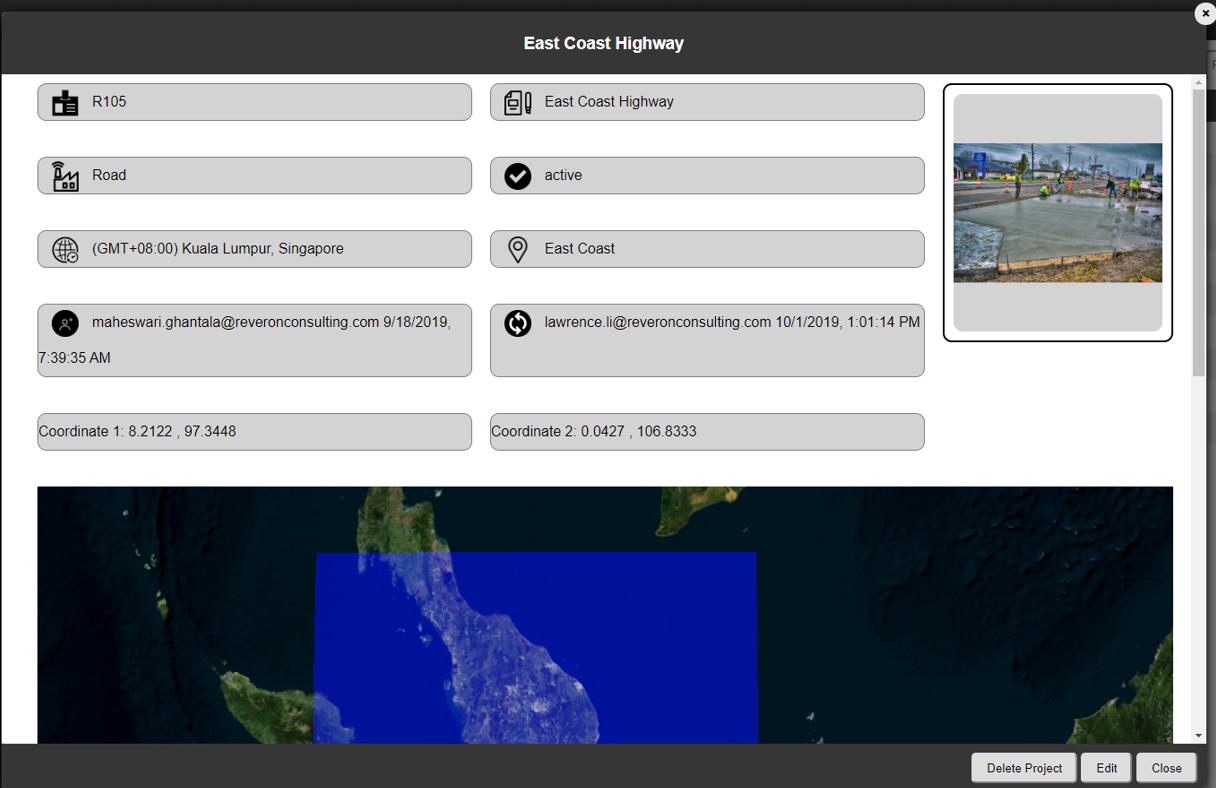 East Coast Highway
R105
East Coast Highway
Road
active
(GMT+08:00) Kuala Lumpur, Singapore
East Coast
maheswari.ghantala@reveronconsulting.com 9/18/2019,
7:39:35 AM
lawrence.li@reveronconsulting.com 10/1/2019, 1:01:14 PM
Coordinate 1: 8.2122 , 97.3448
Coordinate 2: 0.0427 , 106.8333
Delete Project
Edit
Close